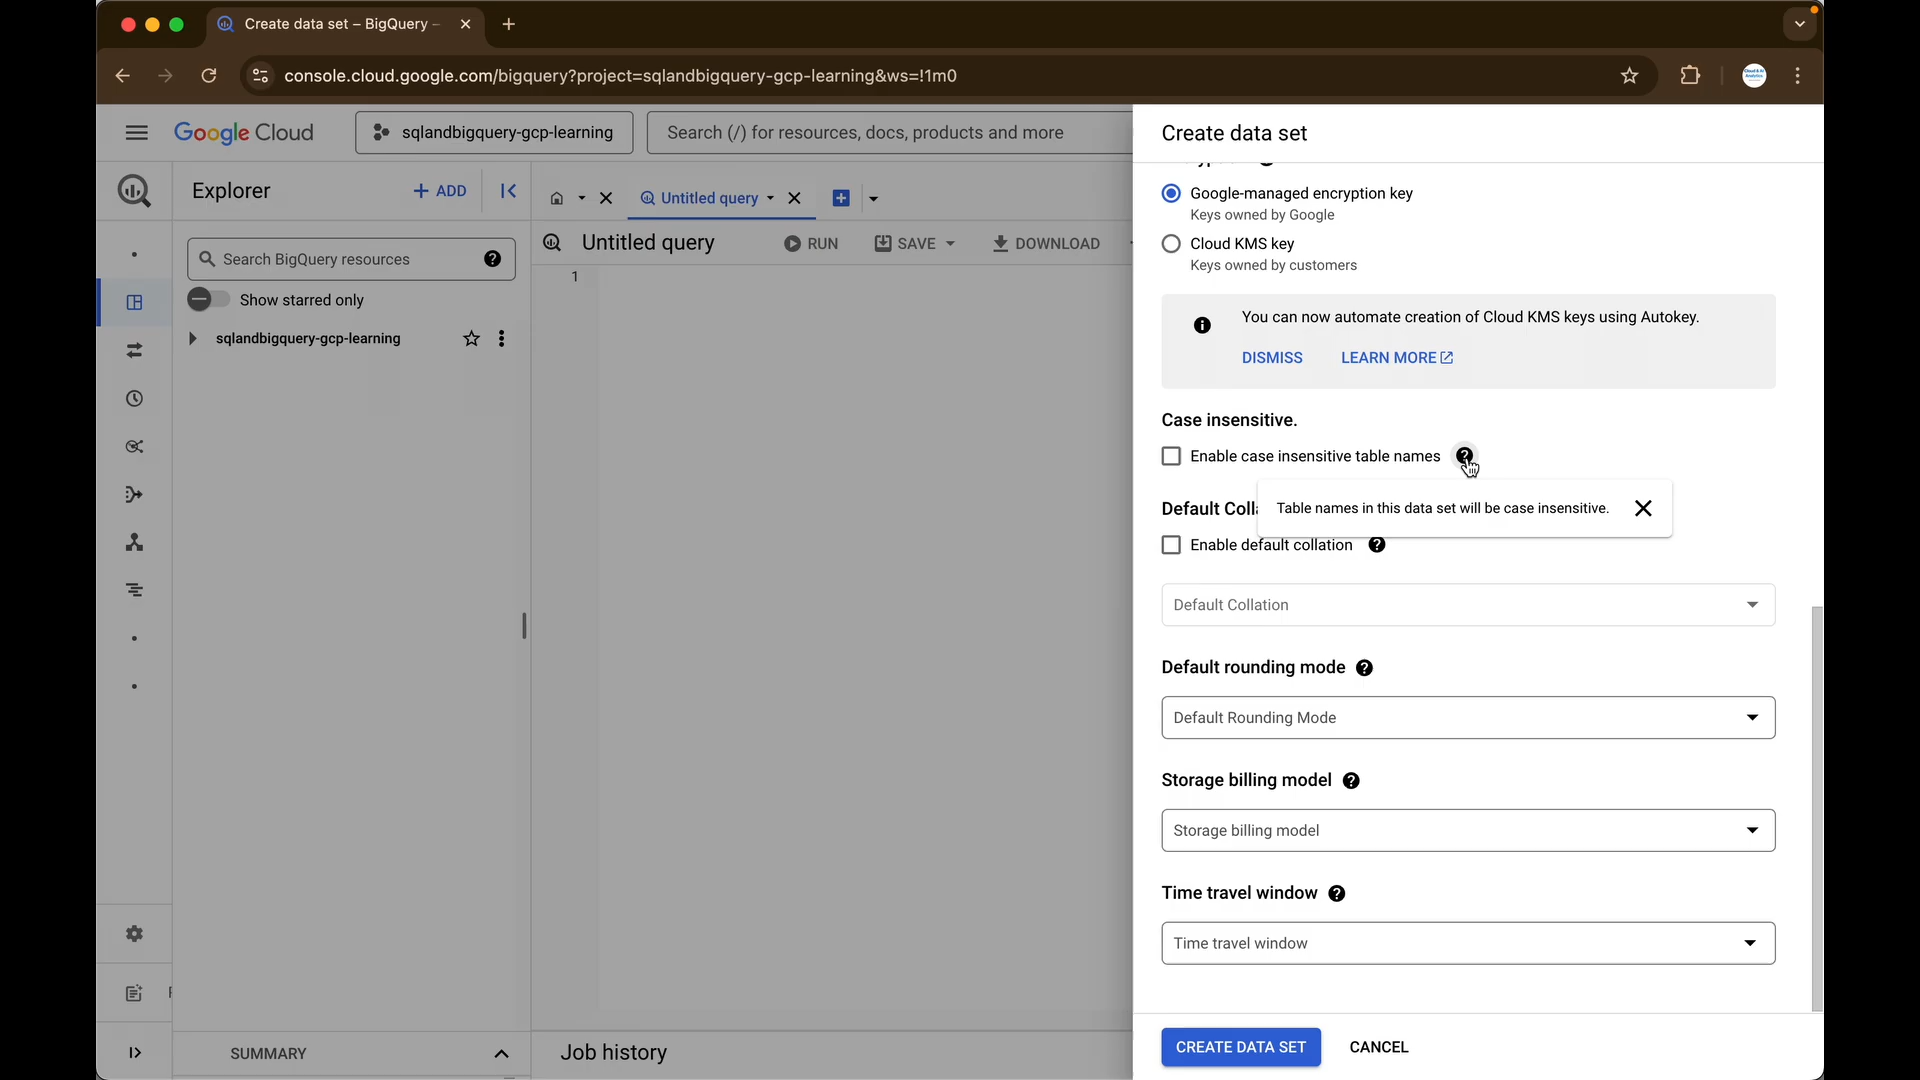 Create data set – BigQuery –
console.cloud.google.com/bigquery?project=sqlandbigquery-gcp-learning&ws=!1m0
Google Cloud
sqlandbigquery-gcp-learning
Search (/) for resources, docs, products and more
Explorer
+ ADD
Search BigQuery resources
Show starred only
sqlandbigquery-gcp-learning
SUMMARY
Untitled query
Untitled query
RUN
SAVE
DOWNLOAD
1
Job history
Create data set
Google-managed encryption key
Keys owned by Google
Cloud KMS key
Keys owned by customers
You can now automate creation of Cloud KMS keys using Autokey.
DISMISS
LEARN MORE
Case insensitive.
Enable case insensitive table names
Table names in this data set will be case insensitive.
Default Colla
Enable default collation
Default Collation
Default rounding mode
Default Rounding Mode
Storage billing model
Storage billing model
Time travel window
Time travel window
CREATE DATA SET
CANCEL